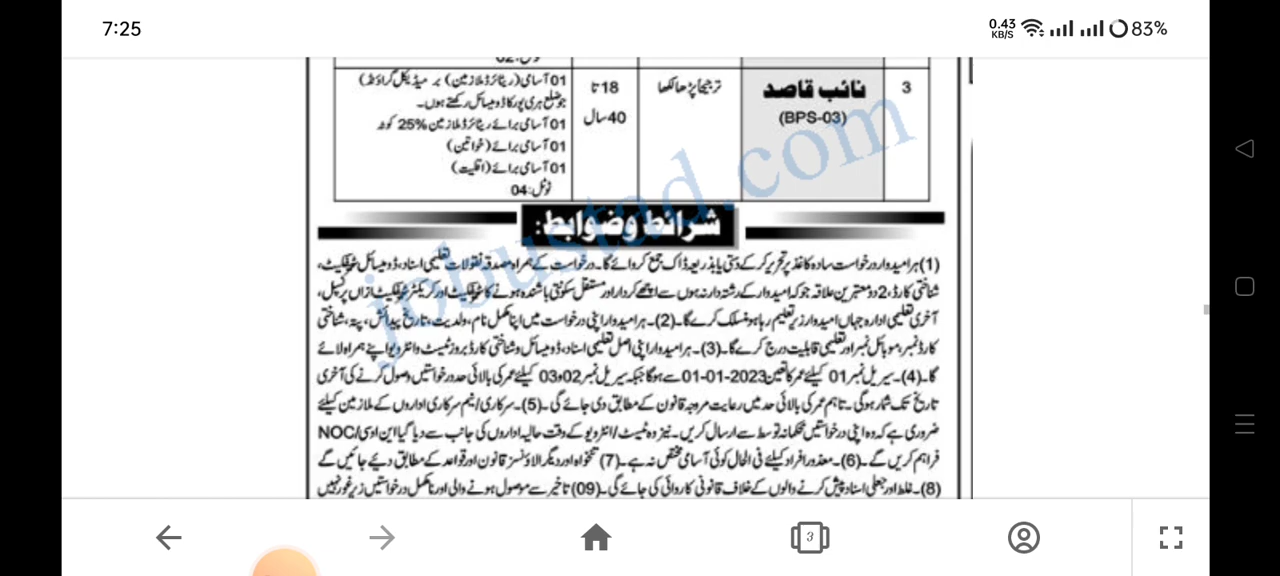 7:25
0.43 KB/S 83%
01 آسامی (ریٹائرڈ ملازمین) بر میڈیکل گراؤنڈ) 18 تا ترجیحاً پڑھا لکھا نائب قاصد 3
جو ضلع ہری پور کا ڈومیسائل رکھتے ہوں۔ 40 سال (BPS-03)
01 آسامی برائے ریٹائرڈ ملازمین 25% کوٹہ
01 آسامی برائے (خواتین)
01 آسامی برائے (اقلیت)
ٹوٹل: 04
jobustad.com
شرائط و ضوابط:
(1) ہر امیدوار درخواست سادہ کاغذ پر تحریر کر کے دستی یا بذریعہ ڈاک جمع کروائے گا۔ درخواست کے ہمراہ مصدقہ نقولات تعلیمی اسناد، ڈومیسائل سرٹیفکیٹ،
شناختی کارڈ، 2 دو معتبرین علاقہ جو کہ امیدوار کے رشتہ دار نہ ہوں سے اچھے کردار اور مستقل سکونتی باشندہ ہونے کا سرٹیفکیٹ اور کریکٹر سرٹیفکیٹ ازاں پرنسپل،
آخری تعلیمی ادارہ جہاں امیدوار زیر تعلیم رہا ہو منسلک کرے گا۔ (2)۔ ہر امیدوار اپنی درخواست میں اپنا مکمل نام، ولدیت، تاریخ پیدائش، پتہ، شناختی
کارڈ نمبر، موبائل نمبر اور تعلیمی قابلیت درج کرے گا۔ (3)۔ ہر امیدوار اپنی اصل تعلیمی اسناد، ڈومیسائل و شناختی کارڈ بروز ٹیسٹ و انٹرویو اپنے ہمراہ لائے
گا۔ (4)۔ سیریل نمبر 01 کیلئے عمر کا تعین 2023-01-01 سے ہوگا جبکہ سیریل نمبر 02 و 03 کیلئے عمر کی بالائی حد درخواستیں وصول کرنے کی آخری
تاریخ تک شمار ہوگی۔ تاہم عمر کی بالائی حد میں رعایت مروجہ قانون کے مطابق دی جائے گی۔ (5)۔ سرکاری/نیم سرکاری اداروں کے ملازمین کیلئے
ضروری ہے کہ وہ اپنی درخواستیں محکمانہ توسط سے ارسال کریں۔ نیز وہ ٹیسٹ/انٹرویو کے وقت حالیہ اداروں کی جانب سے دیا گیا این او سی/NOC
فراہم کریں گے۔ (6)۔ معذور افراد کیلئے فی الحال کوئی آسامی مختص نہ ہے۔ (7) تنخواہ اور دیگر الاؤنسز قانون اور قواعد کے مطابق دیئے جائیں گے
(8)۔ غلط اور جعلی اسناد پیش کرنے والوں کے خلاف قانونی کاروائی کی جائے گی۔ (09) تاخیر سے موصول ہونے والی اور نامکمل درخواستیں زیر غور نہیں
3